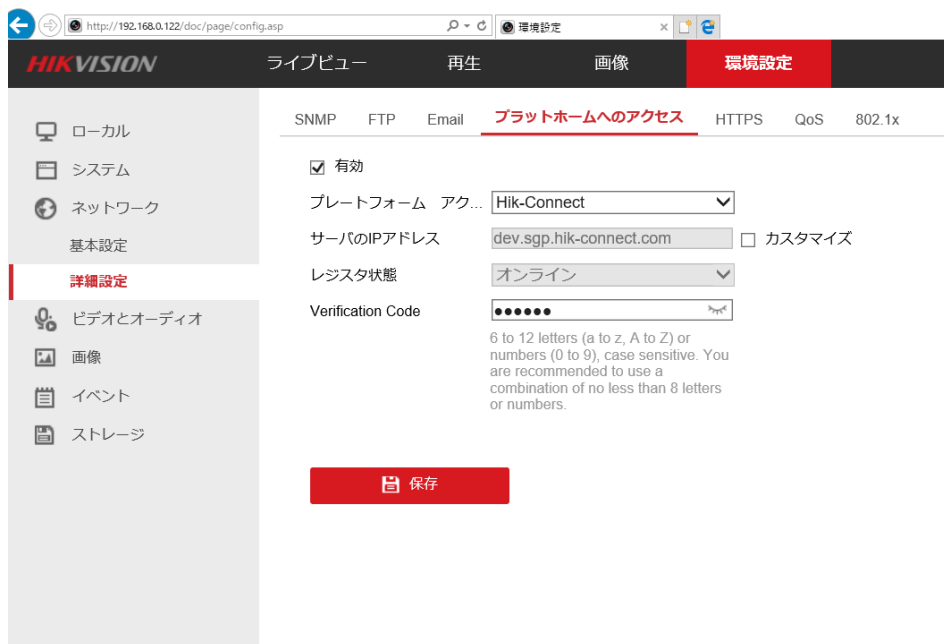 http://192.168.0.122/doc/page/config.asp
環境設定
HIKVISION
ライブビュー
再生
画像
環境設定
ローカル
システム
ネットワーク
基本設定
詳細設定
ビデオとオーディオ
画像
イベント
ストレージ
SNMP
FTP
Email
プラットホームへのアクセス
HTTPS
QoS
802.1x
有効
プレートフォーム アク... Hik-Connect
サーバのIPアドレス dev.sgp.hik-connect.com カスタマイズ
レジスタ状態 オンライン
Verification Code ●●●●●●
6 to 12 letters (a to z, A to Z) or
numbers (0 to 9), case sensitive. You
are recommended to use a
combination of no less than 8 letters
or numbers.
保存